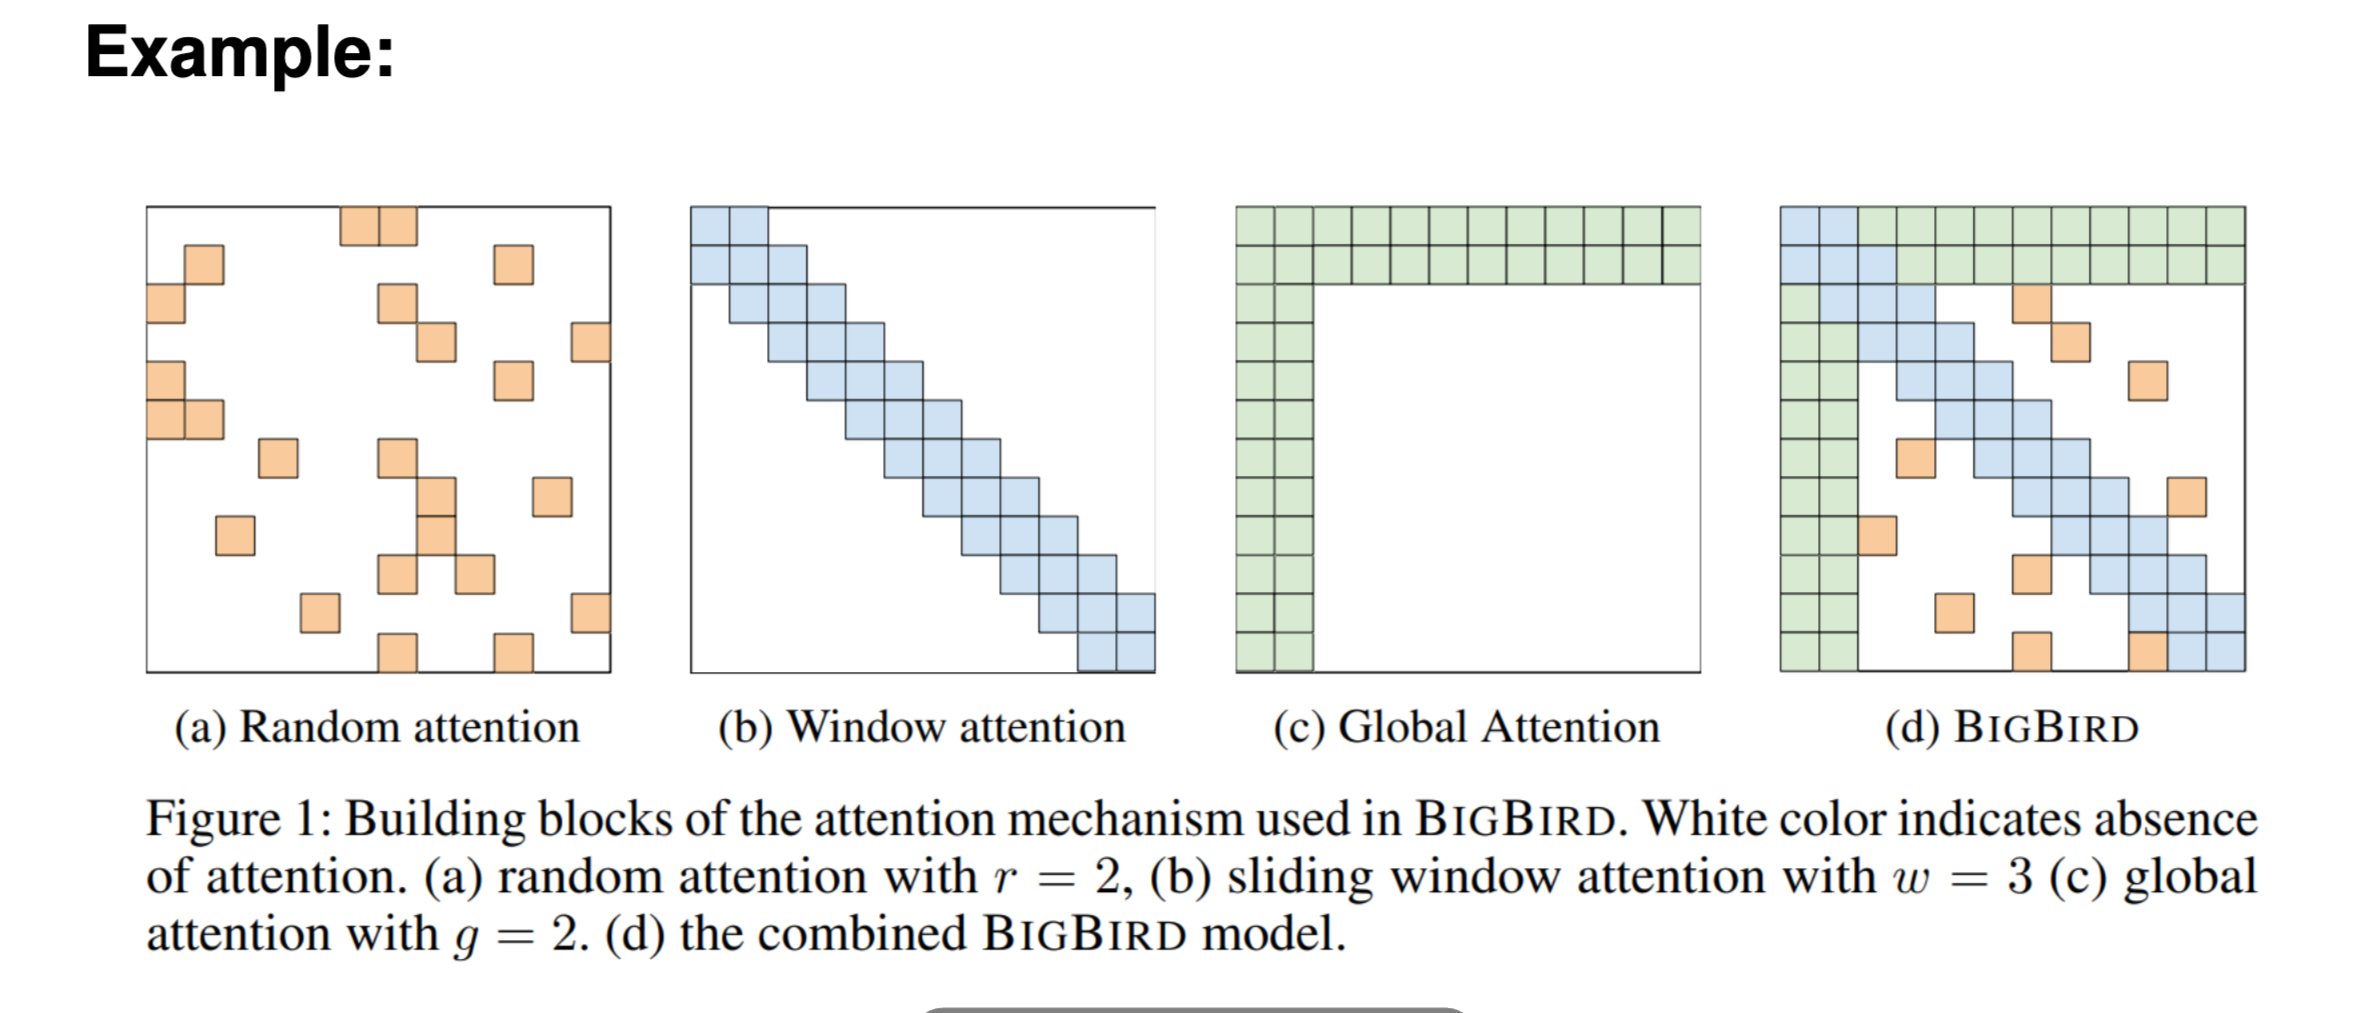 Example:
(a) Random attention
(b) Window attention
(c) Global Attention
(d) BIGBIRD
Figure 1: Building blocks of the attention mechanism used in BIGBIRD. White color indicates absence
of attention. (a) random attention with r = 2, (b) sliding window attention with w = 3 (c) global
attention with g = 2. (d) the combined BIGBIRD model.